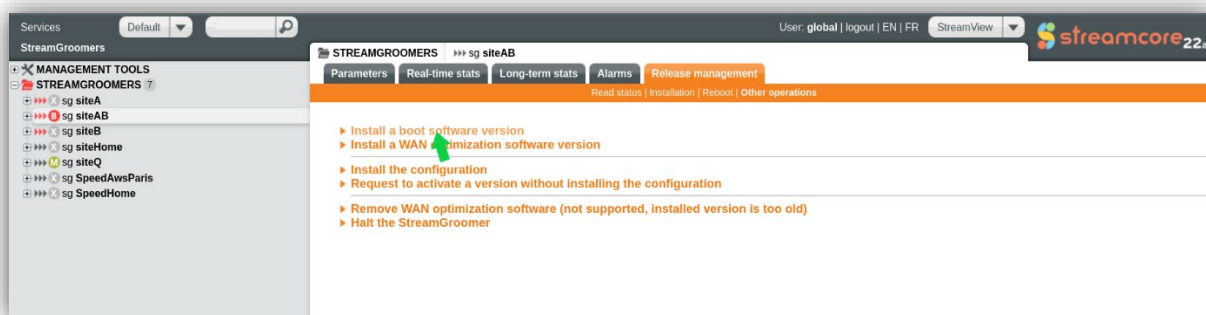 Services Default User: global | logout | EN | FR StreamView streamcore22a
StreamGroomers STREAMGROOMERS sg siteAB
MANAGEMENT TOOLS
Parameters Real-time stats Long-term stats Alarms Release management
STREAMGROOMERS 7
Read status | Installation | Reboot | Other operations
sg siteA
B sg siteAB
sg siteB
sg siteHome
M sg siteQ
sg SpeedAwsParis
sg SpeedHome
Install a boot software version
Install a WAN optimization software version
Install the configuration
Request to activate a version without installing the configuration
Remove WAN optimization software (not supported, installed version is too old)
Halt the StreamGroomer